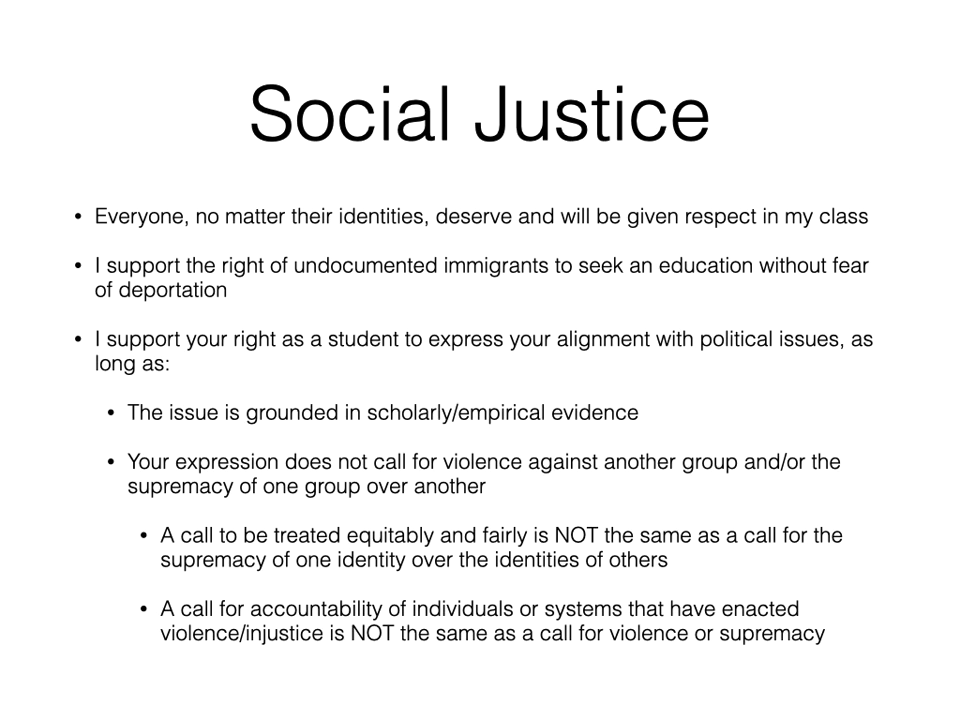 Social Justice
• Everyone, no matter their identities, deserve and will be given respect in my class
• I support the right of undocumented immigrants to seek an education without fear
of deportation
• I support your right as a student to express your alignment with political issues, as
long as:
• The issue is grounded in scholarly/empirical evidence
• Your expression does not call for violence against another group and/or the
supremacy of one group over another
• A call to be treated equitably and fairly is NOT the same as a call for the
supremacy of one identity over the identities of others
• A call for accountability of individuals or systems that have enacted
violence/injustice is NOT the same as a call for violence or supremacy